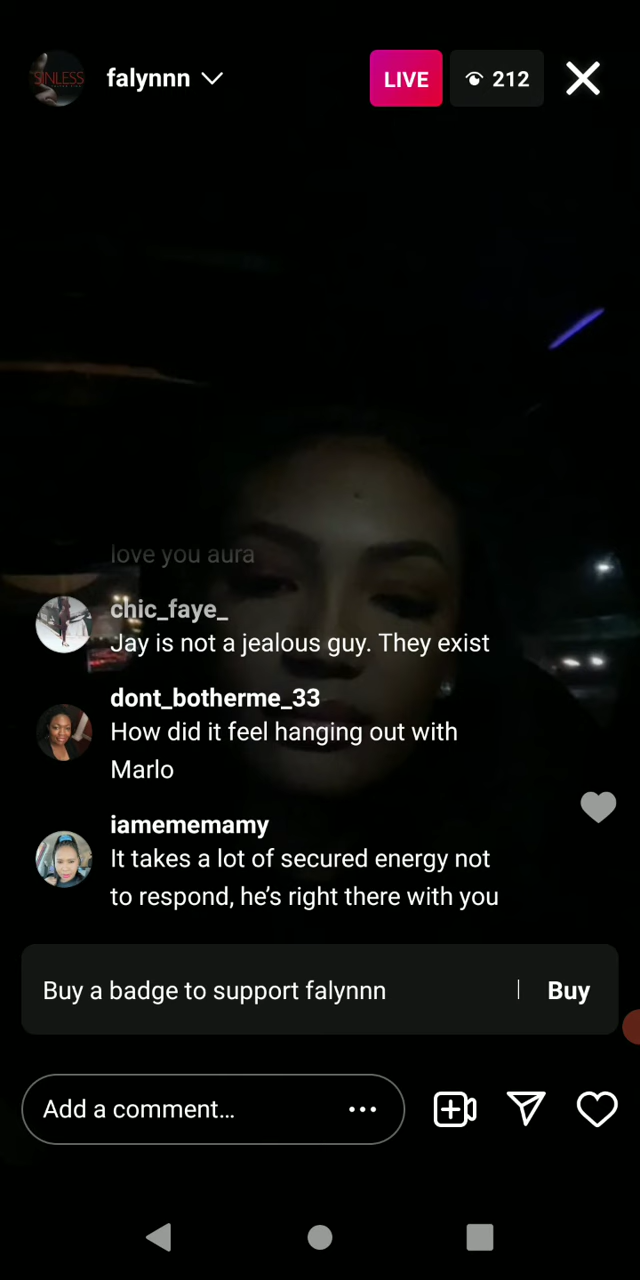 SINLESS
falynnn
LIVE
212
love you aura
chic_faye_
Jay is not a jealous guy. They exist
dont_botherme_33
How did it feel hanging out with
Marlo
iamememamy
It takes a lot of secured energy not
to respond, he’s right there with you
Buy a badge to support falynnn | Buy
Add a comment...